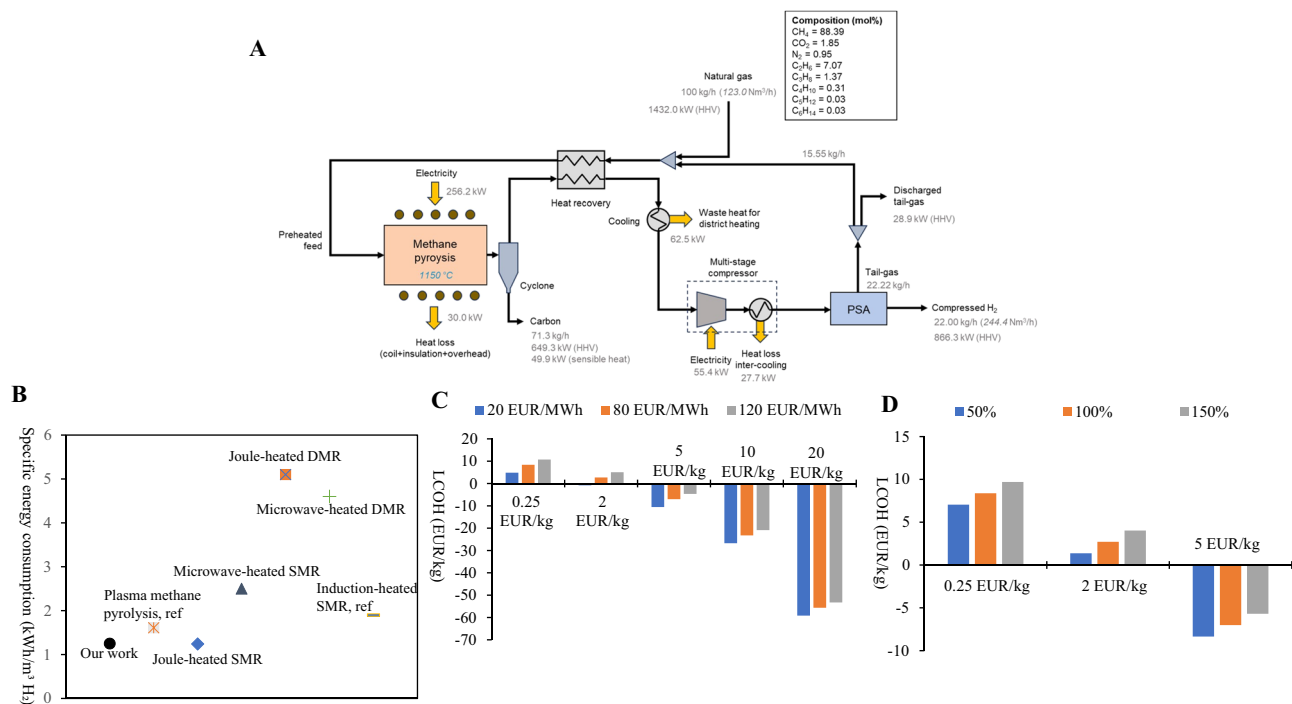 A
Composition (mol%)
CH₄ = 88.39
CO₂ = 1.85
N₂ = 0.95
C₂H₆ = 7.07
C₃H₈ = 1.37
C₄H₁₀ = 0.31
C₅H₁₂ = 0.03
C₆H₁₄ = 0.03
Natural gas
100 kg/h (123.0 Nm³/h)
1432.0 kW (HHV)
15.55 kg/h
Electricity
256.2 kW
Heat recovery
Discharged
tail-gas
28.9 kW (HHV)
Cooling
Waste heat for
district heating
62.5 kW
Preheated
feed
Methane
pyroysis
1150 °C
Cyclone
Multi-stage
compressor
Tail-gas
22.22 kg/h
PSA
Compressed H₂
22.00 kg/h (244.4 Nm³/h)
866.3 kW (HHV)
30.0 kW
Heat loss
(coil+insulation+overhead)
Carbon
71.3 kg/h
649.3 kW (HHV)
49.9 kW (sensible heat)
Electricity
55.4 kW
Heat loss
inter-cooling
27.7 kW
B
Specific energy consumption (kWh/m³ H₂)
6
5
4
3
2
1
0
Joule-heated DMR
Microwave-heated DMR
Microwave-heated SMR
Plasma methane
pyrolysis, ref
Induction-heated
SMR, ref
Our work
Joule-heated SMR
C
20 EUR/MWh
80 EUR/MWh
120 EUR/MWh
LCOH (EUR/kg)
20
10
0
-10
-20
-30
-40
-50
-60
-70
0.25
EUR/kg
2
EUR/kg
5
EUR/kg
10
EUR/kg
20
EUR/kg
D
50%
100%
150%
LCOH (EUR/kg)
15
10
5
0
-5
-10
0.25 EUR/kg
2 EUR/kg
5 EUR/kg